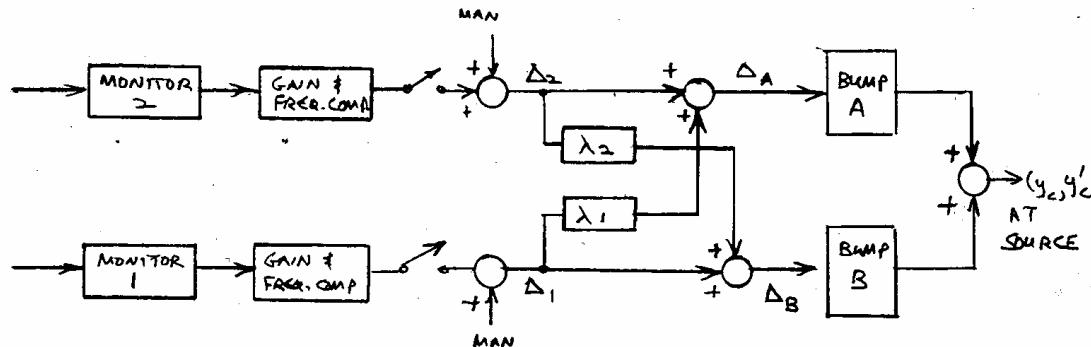 MAN
MONITOR
2
GAIN &
FREQ. COMP.
+
+
Δ2
+
+
ΔA
BUMP
A
λ2
+
+
(yc, y'c
AT
SOURCE
λ1
MONITOR
1
GAIN &
FREQ. COMP
+
Δ1
+
+
ΔB
BUMP
B
MAN